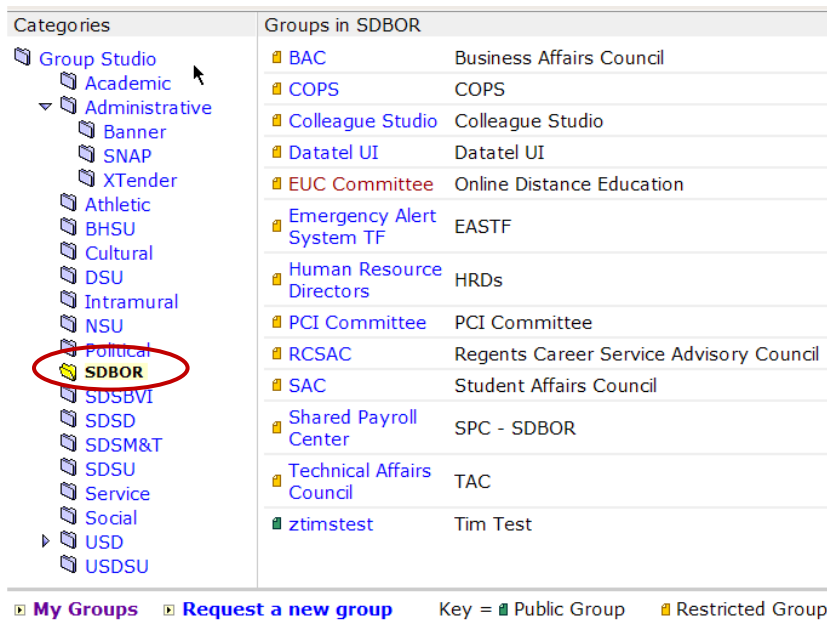 Categories
Group Studio
Academic
Administrative
Banner
SNAP
XTender
Athletic
BHSU
Cultural
DSU
Intramural
NSU
Political
SDBOR
SDSBVI
SDSD
SDSM&T
SDSU
Service
Social
USD
USDSU
Groups in SDBOR
BAC Business Affairs Council
COPS COPS
Colleague Studio Colleague Studio
Datatel UI Datatel UI
EUC Committee Online Distance Education
Emergency Alert
System TF EASTF
Human Resource
Directors HRDs
PCI Committee PCI Committee
RCSAC Regents Career Service Advisory Council
SAC Student Affairs Council
Shared Payroll
Center SPC - SDBOR
Technical Affairs
Council TAC
ztimstest Tim Test
My Groups Request a new group Key = Public Group Restricted Group